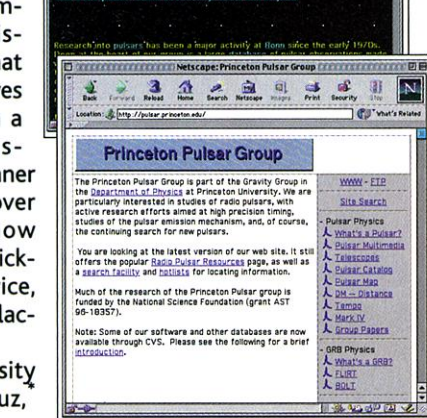 m-
is-
at
res
a
s-
ner
over
ow
ick-
ice,
lac-
sity
uz,
Research into pulsars has been a major activity at Bonn since the early 1970s.
Netscape: Princeton Pulsar Group
Back Forward Reload Home Search Netscape Images Print Security Stop
N
Location: http://pulsar.princeton.edu/ What's Related
Princeton Pulsar Group
The Princeton Pulsar Group is part of the Gravity Group in
the Department of Physics at Princeton University. We are
particularly interested in studies of radio pulsars, with
active research efforts aimed at high precision timing,
studies of the pulsar emission mechanism, and, of course,
the continuing search for new pulsars.
You are looking at the latest version of our web site. It still
offers the popular Radio Pulsar Resources page, as well as
a search facility and hotlists for locating information.
Much of the research of the Princeton Pulsar group is
funded by the National Science Foundation (grant AST
96-18357).
Note: Some of our software and other databases are now
available through CVS. Please see the following for a brief
introduction.
WWW - FTP
Site Search
- Pulsar Physics
What's a Pulsar?
Pulsar Multimedia
Telescopes
Pulsar Catalog
Pulsar Map
DM -- Distance
Tempo
Mark IV
Group Papers
- GRB Physics
What's a GRB?
FLIRT
BOLT